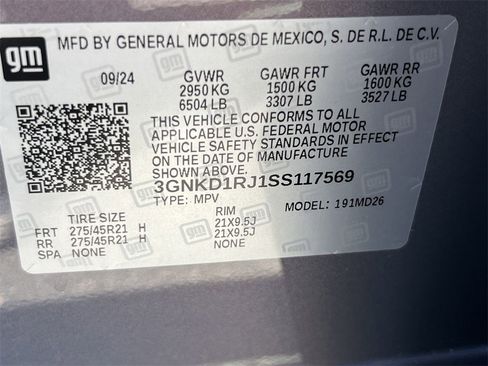 gm MFD BY GENERAL MOTORS DE MEXICO, S. DE R.L. DE C.V.
09/24 GVWR GAWR FRT GAWR RR
2950 KG 1500 KG 1600 KG
6504 LB 3307 LB 3527 LB
THIS VEHICLE CONFORMS TO ALL
APPLICABLE U.S. FEDERAL MOTOR
VEHICLE SAFETY STANDARDS IN EFFECT
ON THE DATE OF MANUFACTURE
SHOWN ABOVE.
3GNKD1RJ1SS117569
TYPE: MPV MODEL: 191MD26
TIRE SIZE RIM
FRT 275/45R21 H 21X9.5J
RR 275/45R21 H 21X9.5J
SPA NONE NONE